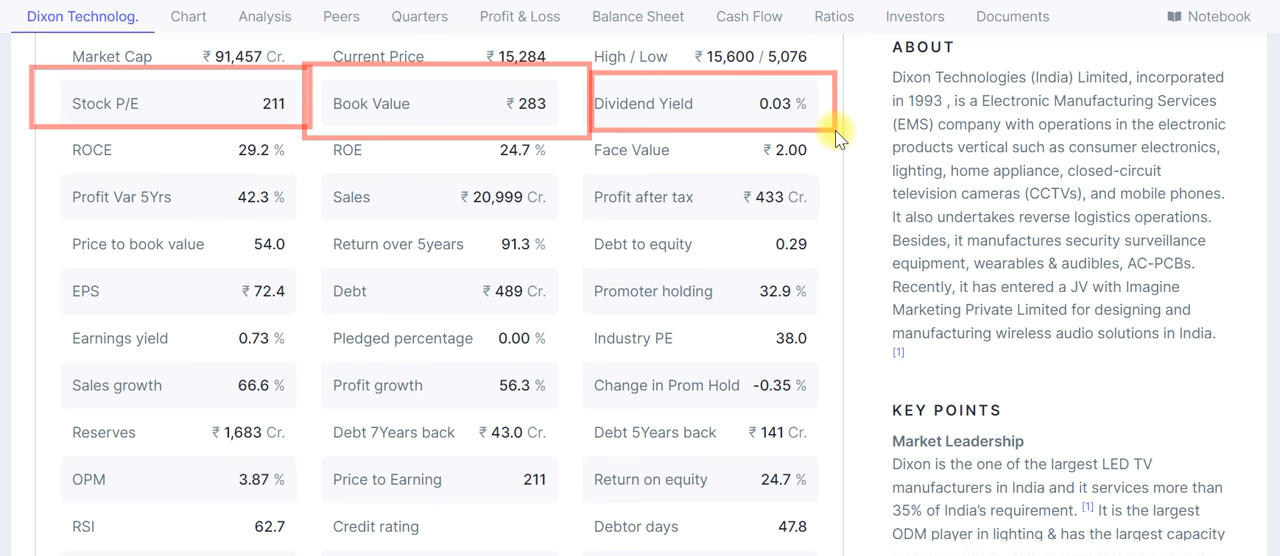 Dixon Technolog. Chart Analysis Peers Quarters Profit & Loss Balance Sheet Cash Flow Ratios Investors Documents Notebook
Market Cap ₹ 91,457 Cr. Current Price ₹ 15,284 High / Low ₹ 15,600 / 5,076
Stock P/E 211 Book Value ₹ 283 Dividend Yield 0.03 %
ROCE 29.2 % ROE 24.7 % Face Value ₹ 2.00
Profit Var 5Yrs 42.3 % Sales ₹ 20,999 Cr. Profit after tax ₹ 433 Cr.
Price to book value 54.0 Return over 5years 91.3 % Debt to equity 0.29
EPS ₹ 72.4 Debt ₹ 489 Cr. Promoter holding 32.9 %
Earnings yield 0.73 % Pledged percentage 0.00 % Industry PE 38.0
Sales growth 66.6 % Profit growth 56.3 % Change in Prom Hold -0.35 %
Reserves ₹ 1,683 Cr. Debt 7Years back ₹ 43.0 Cr. Debt 5Years back ₹ 141 Cr.
OPM 3.87 % Price to Earning 211 Return on equity 24.7 %
RSI 62.7 Credit rating Debtor days 47.8
ABOUT
Dixon Technologies (India) Limited, incorporated
in 1993 , is a Electronic Manufacturing Services
(EMS) company with operations in the electronic
products vertical such as consumer electronics,
lighting, home appliance, closed-circuit
television cameras (CCTVs), and mobile phones.
It also undertakes reverse logistics operations.
Besides, it manufactures security surveillance
equipment, wearables & audibles, AC-PCBs.
Recently, it has entered a JV with Imagine
Marketing Private Limited for designing and
manufacturing wireless audio solutions in India.
[1]
KEY POINTS
Market Leadership
Dixon is the one of the largest LED TV
manufacturers in India and it services more than
35% of India's requirement. [1] It is the largest
ODM player in lighting & has the largest capacity